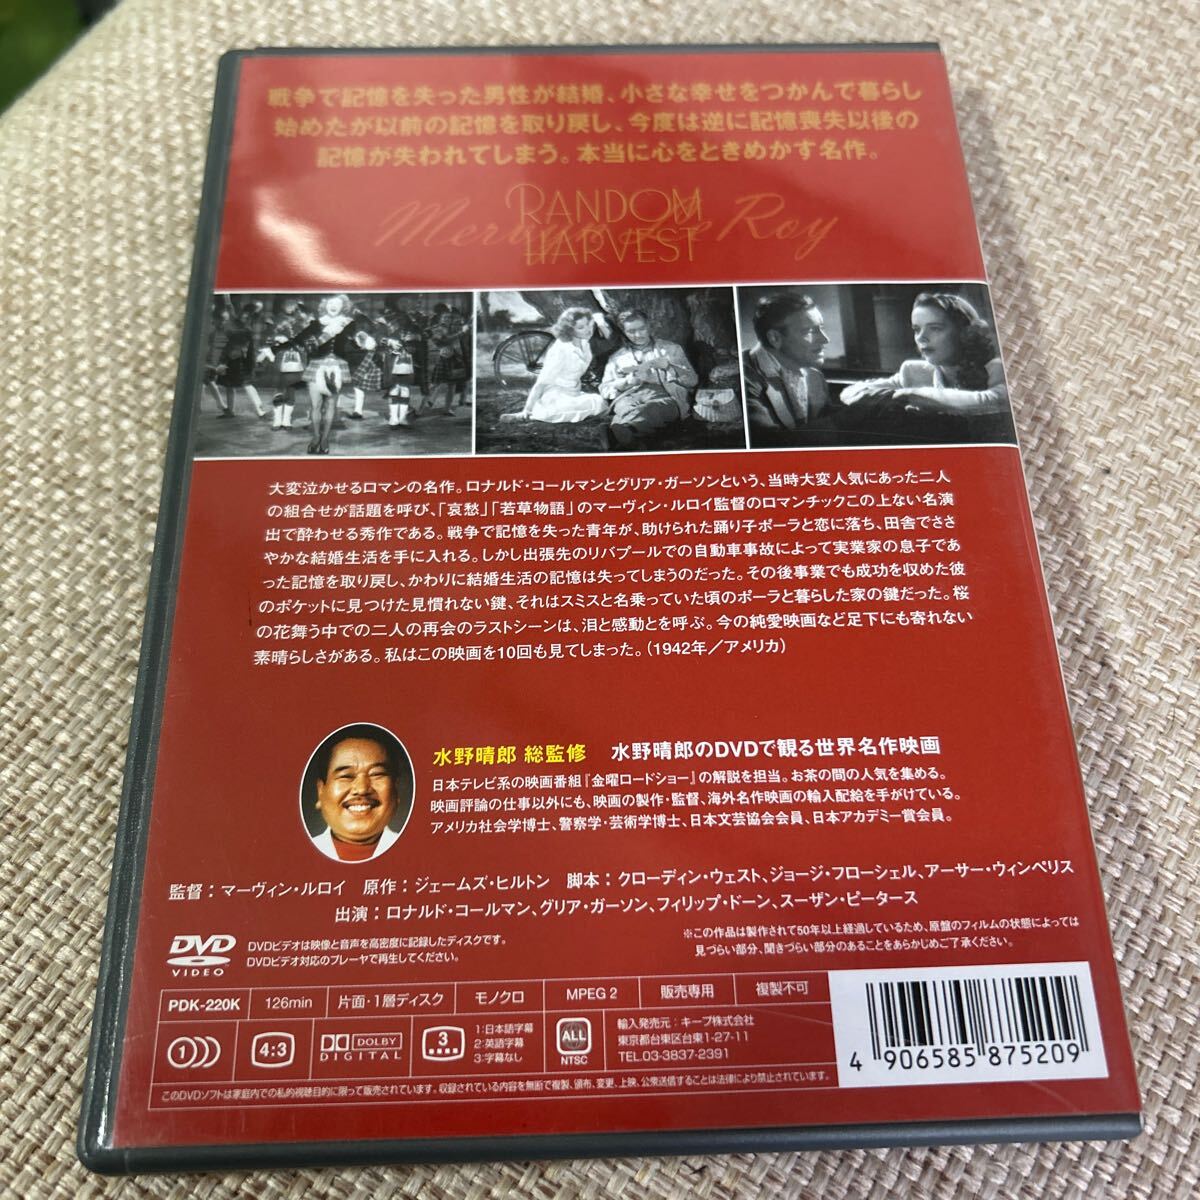 戦争で記憶を失った男性が結婚、小さな幸せをつかんで暮らし
始めたが以前の記憶を取り戻し、今度は逆に記憶喪失以後の
記憶が失われてしまう。本当に心をときめかす名作。
RANDOM
HARVEST
Mervyn Le Roy
大変泣かせるロマンの名作。ロナルド・コールマンとグリア・ガーソンという、当時大変人気にあった二人
の組合せが話題を呼び、「哀愁」「若草物語」のマーヴィン・ルロイ監督のロマンチックこの上ない名演
出で酔わせる秀作である。戦争で記憶を失った青年が、助けられた踊り子ポーラと恋に落ち、田舎でささ
やかな結婚生活を手に入れる。しかし出張先のリバプールでの自動車事故によって実業家の息子であ
った記憶を取り戻し、かわりに結婚生活の記憶は失ってしまうのだった。その後事業でも成功を収めた彼
のポケットに見つけた見慣れない鍵、それはスミスと名乗っていた頃のポーラと暮らした家の鍵だった。桜
の花舞う中での二人の再会のラストシーンは、泪と感動とを呼ぶ。今の純愛映画など足下にも寄れない
素晴らしさがある。私はこの映画を10回も見てしまった。(1942年/アメリカ)
水野晴郎 総監修 水野晴郎のDVDで観る世界名作映画
日本テレビ系の映画番組『金曜ロードショー』の解説を担当。お茶の間の人気を集める。
映画評論の仕事以外にも、映画の製作・監督、海外名作映画の輸入配給を手がけている。
アメリカ社会学博士、警察学・芸術学博士、日本文芸協会会員、日本アカデミー賞会員。
監督:マーヴィン・ルロイ 原作:ジェームズ・ヒルトン 脚本:クローディン・ウェスト、ジョージ・フローシェル、アーサー・ウィンペリス
出演:ロナルド・コールマン、グリア・ガーソン、フィリップ・ドーン、スーザン・ピータース
DVD
VIDEO
DVDビデオは映像と音声を高密度に記録したディスクです。
DVDビデオ対応のプレーヤで再生してください。
※この作品は製作されて50年以上経過しているため、原盤のフィルムの状態によっては
見づらい部分、聞きづらい部分のあることをあらかじめご了承ください。
PDK-220K 126min 片面・1層ディスク モノクロ MPEG 2 販売専用 複製不可
1 4:3 DOLBY
DIGITAL
3
1:日本語字幕
2:英語字幕
3:字幕なし
ALL
NTSC
輸入発売元:キープ株式会社
東京都台東区台東1-27-11
TEL.03-3837-2391
4 906585 875209
このDVDソフトは家庭内での私的視聴目的に限って販売されています。収録されている内容を無断で複製、頒布、変更、上映、公衆送信することは法律により禁止されています。